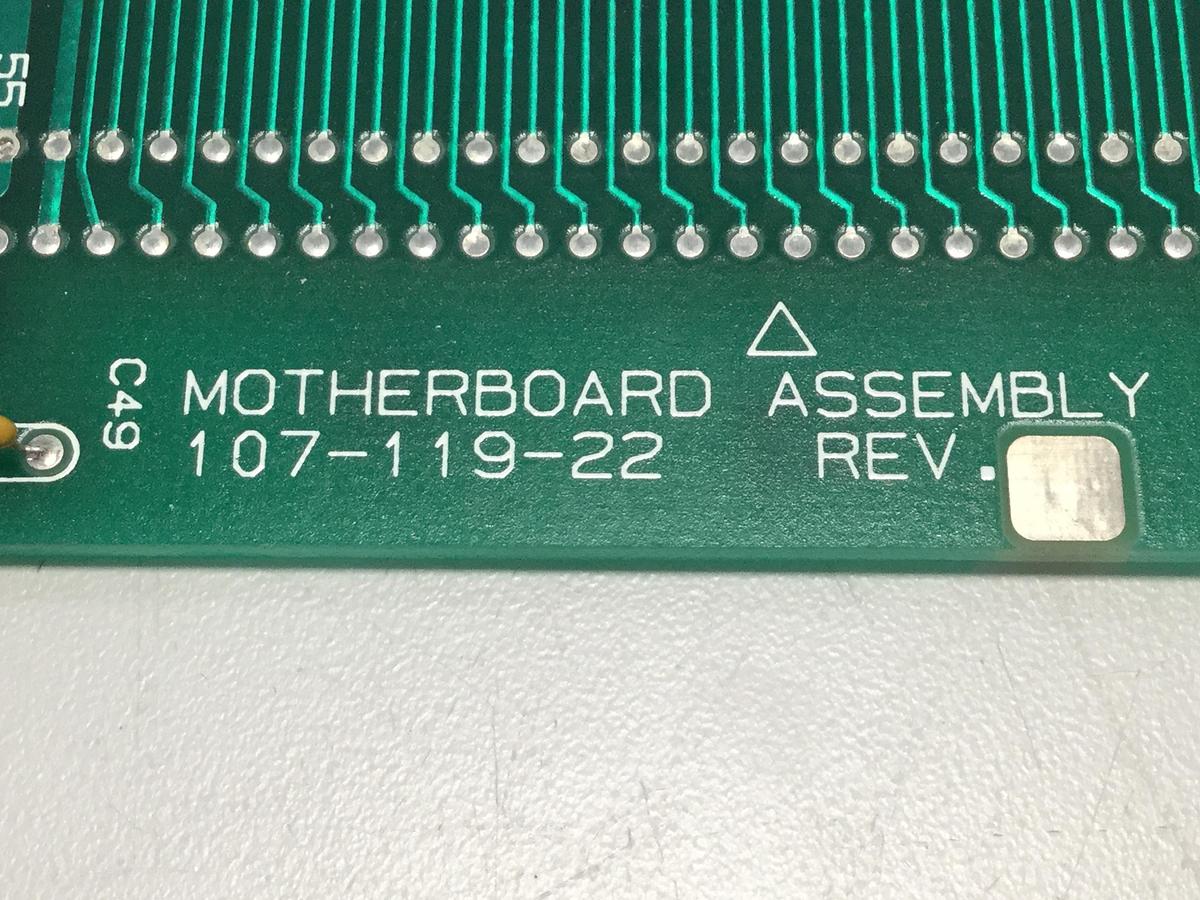 55
C49
MOTHERBOARD ASSEMBLY
107-119-22 REV.